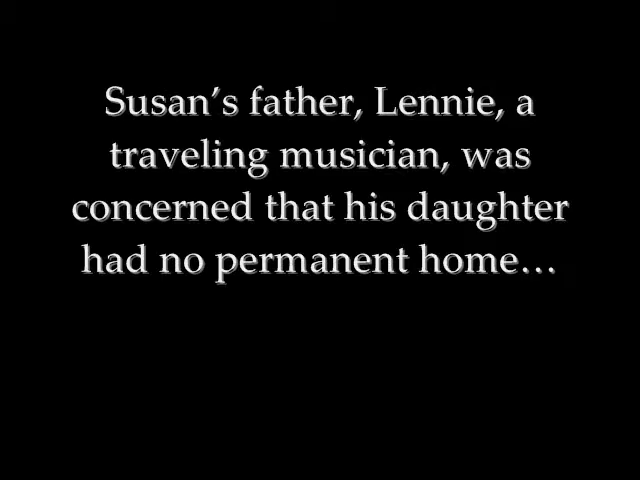 Susan’s father, Lennie, a
traveling musician, was
concerned that his daughter
had no permanent home…